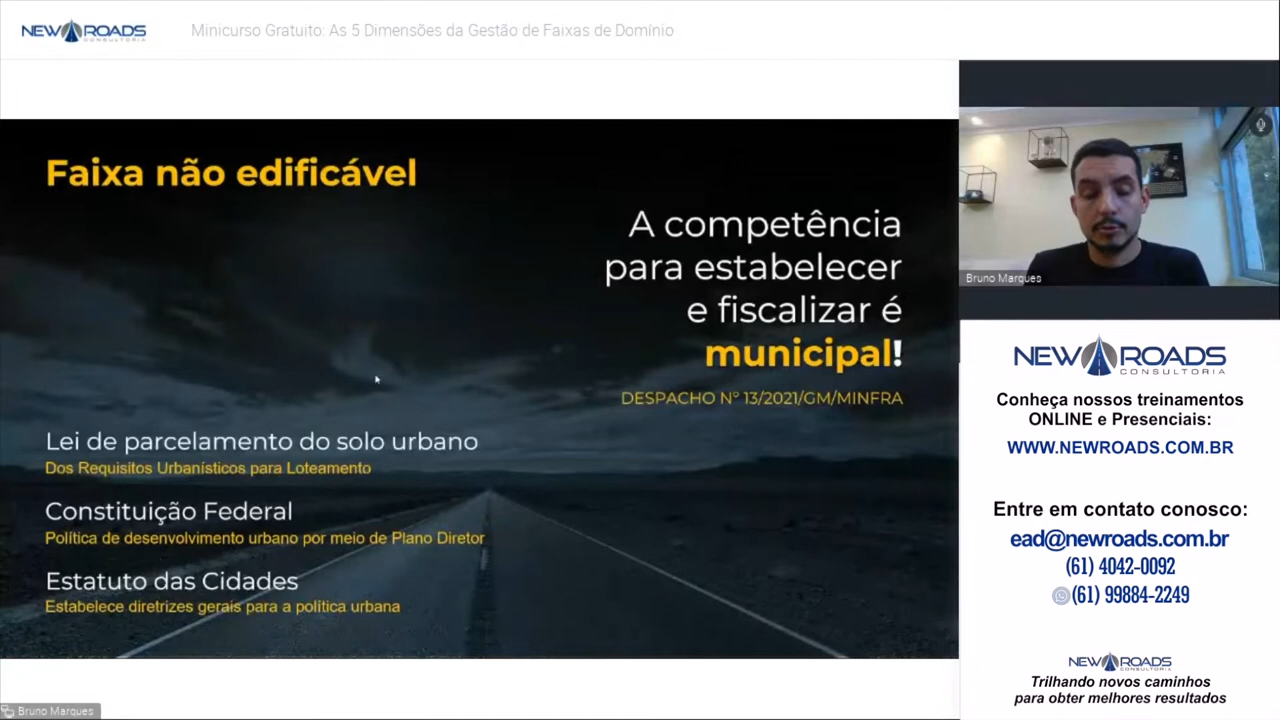 NEW ROADS
CONSULTORIA
Minicurso Gratuito: As 5 Dimensões da Gestão de Faixas de Domínio
Faixa não edificável
A competência
para estabelecer
e fiscalizar é
municipal!
DESPACHO Nº 13/2021/GM/MINFRA
Lei de parcelamento do solo urbano
Dos Requisitos Urbanísticos para Loteamento
Constituição Federal
Política de desenvolvimento urbano por meio de Plano Diretor
Estatuto das Cidades
Estabelece diretrizes gerais para a política urbana
Bruno Marques
Bruno Marques
NEW ROADS
CONSULTORIA
Conheça nossos treinamentos
ONLINE e Presenciais:
WWW.NEWROADS.COM.BR
Entre em contato conosco:
ead@newroads.com.br
(61) 4042-0092
(61) 99884-2249
NEW ROADS
CONSULTORIA
Trilhando novos caminhos
para obter melhores resultados